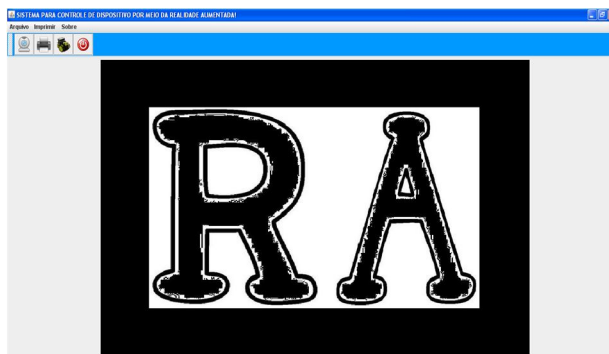 SISTEMA PARA CONTROLE DE DISPOSITIVO POR MEIO DA REALIDADE AUMENTADA!
Arquivo Imprimir Sobre
RA